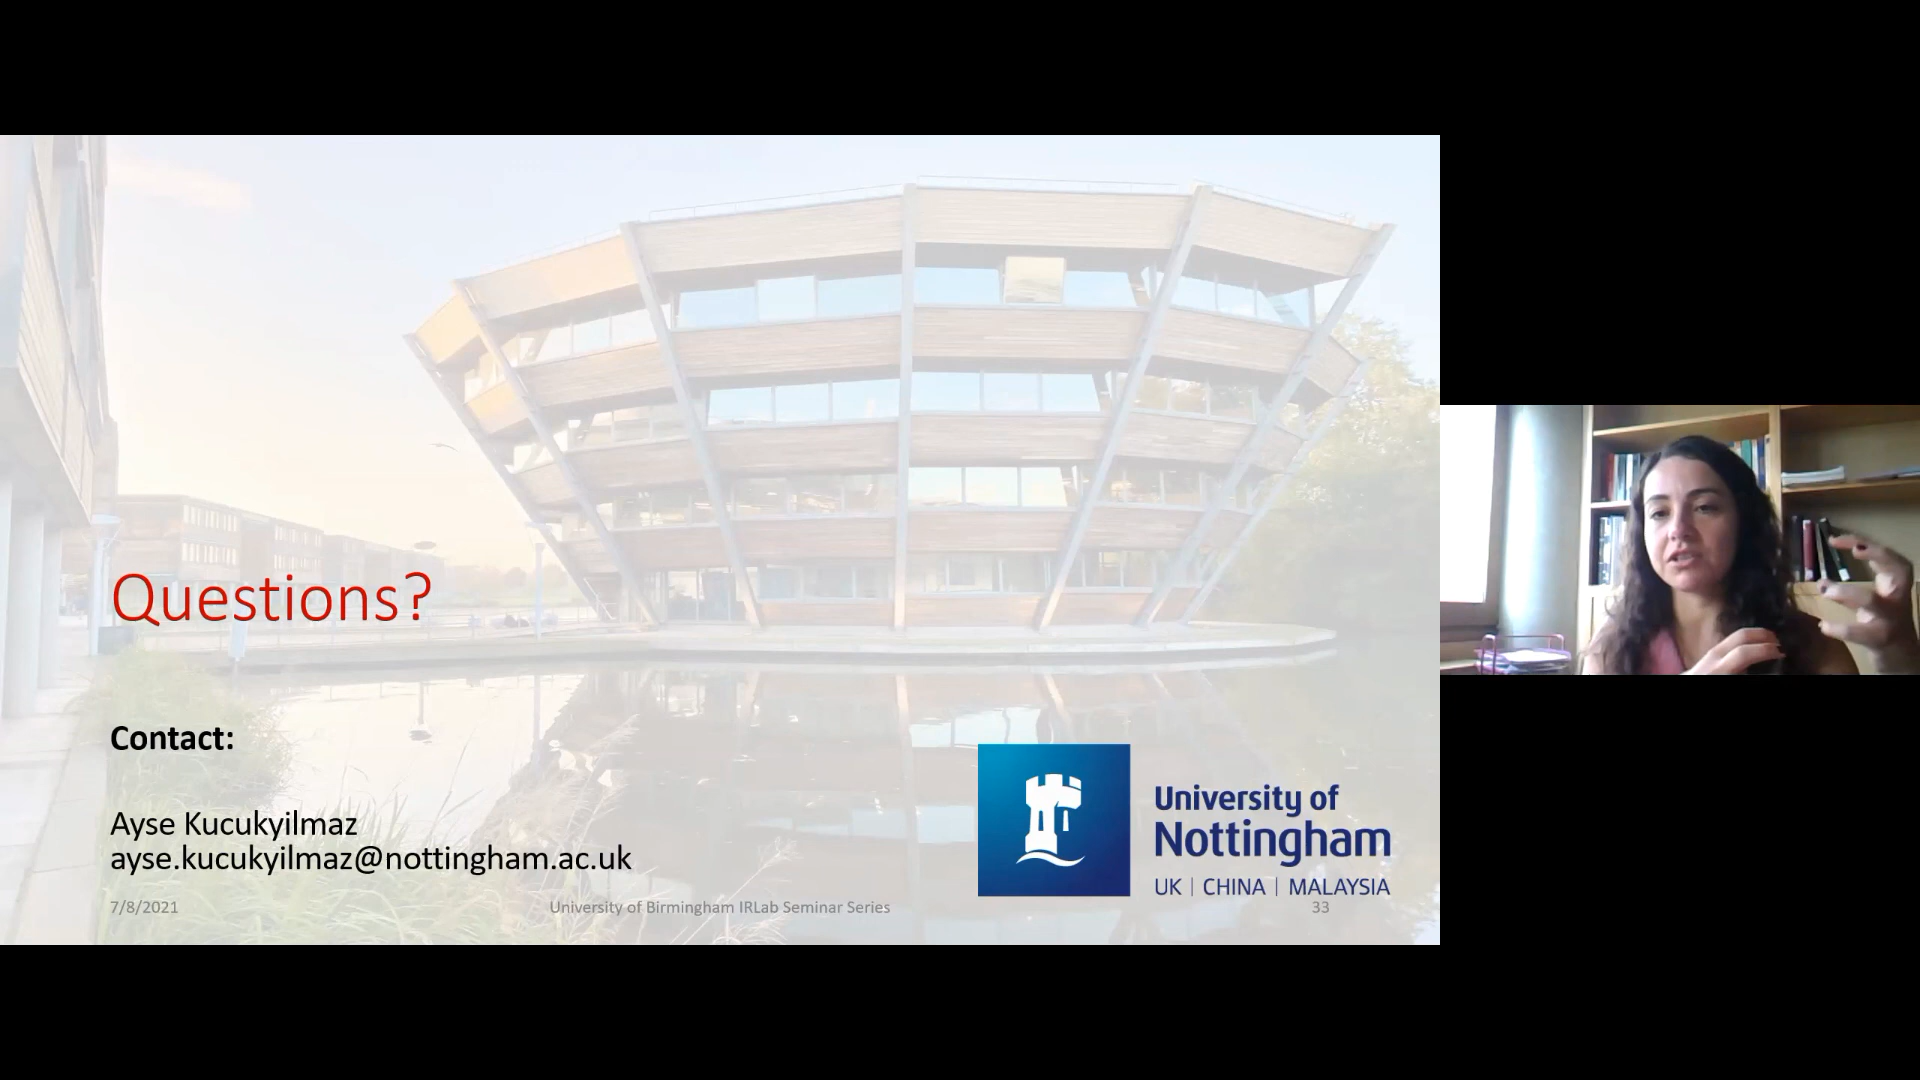 Questions?
Contact:
Ayse Kucukyilmaz
ayse.kucukyilmaz@nottingham.ac.uk
University of
Nottingham
UK | CHINA | MALAYSIA
7/8/2021
University of Birmingham IRLab Seminar Series
33